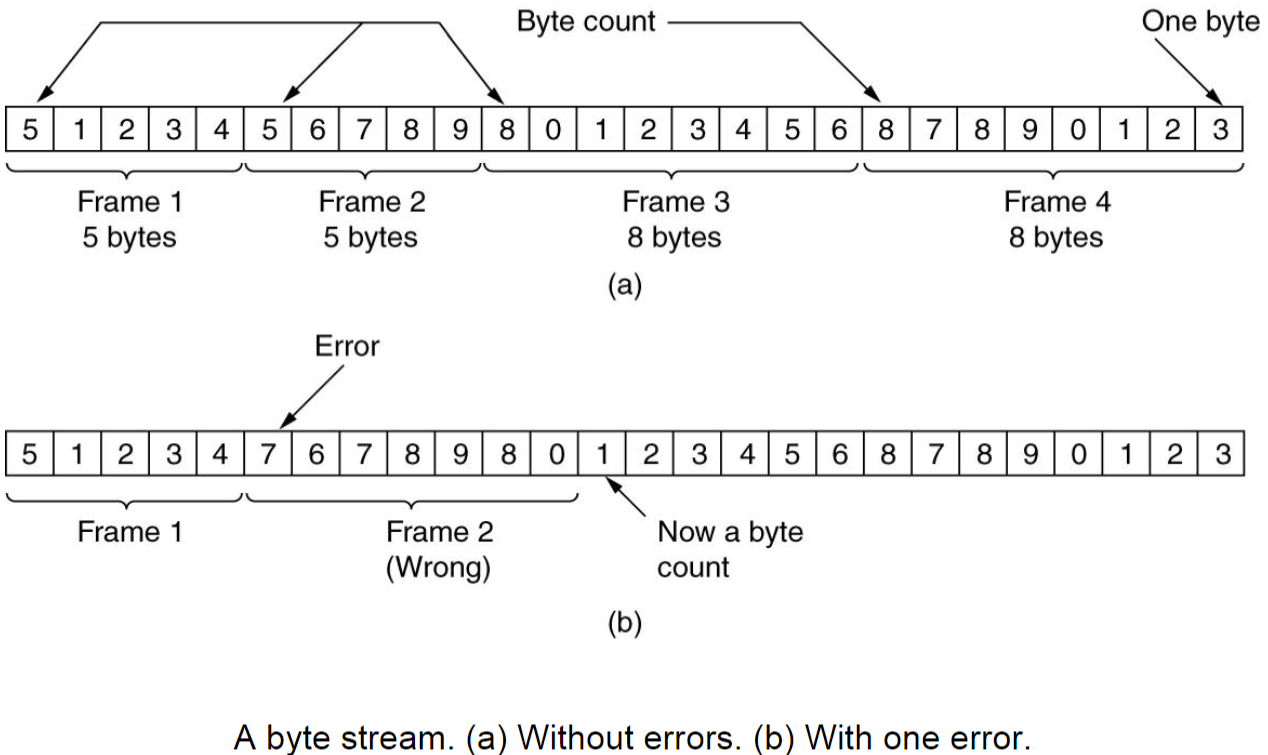 Byte count One byte
5 1 2 3 4 5 6 7 8 9 8 0 1 2 3 4 5 6 8 7 8 9 0 1 2 3
Frame 1 Frame 2 Frame 3 Frame 4
5 bytes 5 bytes 8 bytes 8 bytes
(a)
Error
5 1 2 3 4 7 6 7 8 9 8 0 1 2 3 4 5 6 8 7 8 9 0 1 2 3
Frame 1 Frame 2 Now a byte
(Wrong) count
(b)
A byte stream. (a) Without errors. (b) With one error.